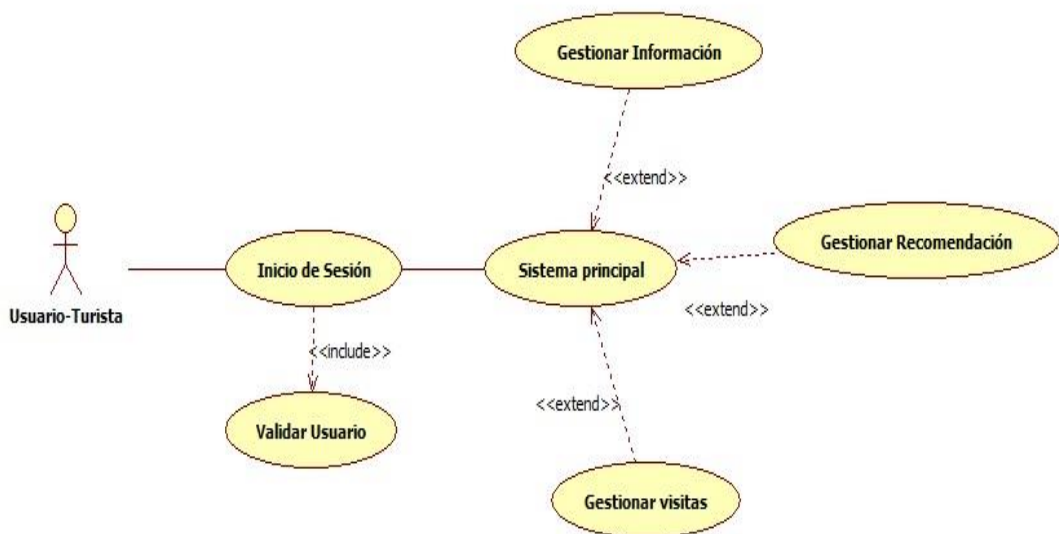 Gestionar Información
<<extend>>
Gestionar Recomendación
Inicio de Sesión
Sistema principal
Usuario-Turista
<<extend>>
<<include>>
<<extend>>
Validar Usuario
Gestionar visitas